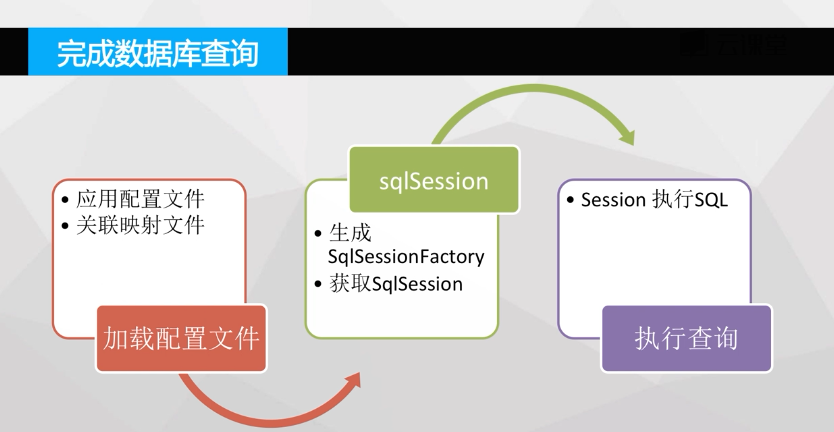 完成数据库查询
• 应用配置文件
• 关联映射文件
加载配置文件
sqlSession
• 生成
SqlSessionFactory
• 获取SqlSession
• Session 执行SQL
执行查询